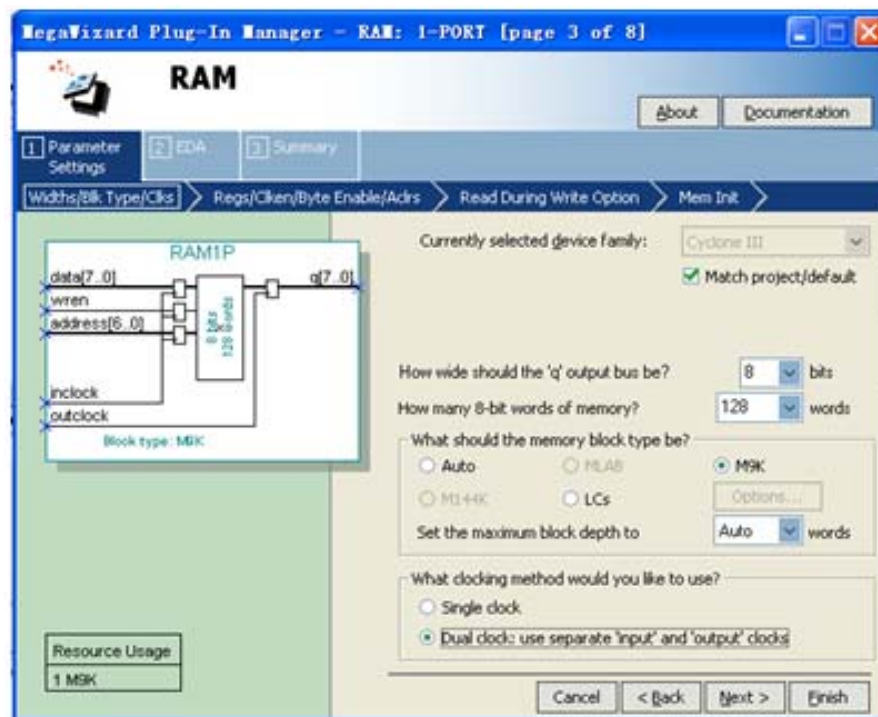 MegaWizard Plug-In Manager - RAM: 1-PORT [page 3 of 8]
RAM
About
Documentation
1 Parameter Settings
2 EDA
3 Summary
Widths/Blk Type/Clks
Regs/Clken/Byte Enable/Aclrs
Read During Write Option
Mem Init
RAM1P
data[7..0]
q[7..0]
wren
address[6..0]
8 bits
128 words
inclock
outclock
Block type: M9K
Resource Usage
1 M9K
Currently selected device family:
Cyclone III
Match project/default
How wide should the 'q' output bus be?
8
bits
How many 8-bit words of memory?
128
words
What should the memory block type be?
Auto
MLAB
M9K
M144K
LCs
Options...
Set the maximum block depth to
Auto
words
What clocking method would you like to use?
Single clock
Dual clock: use separate 'input' and 'output' clocks
Cancel
< Back
Next >
Finish